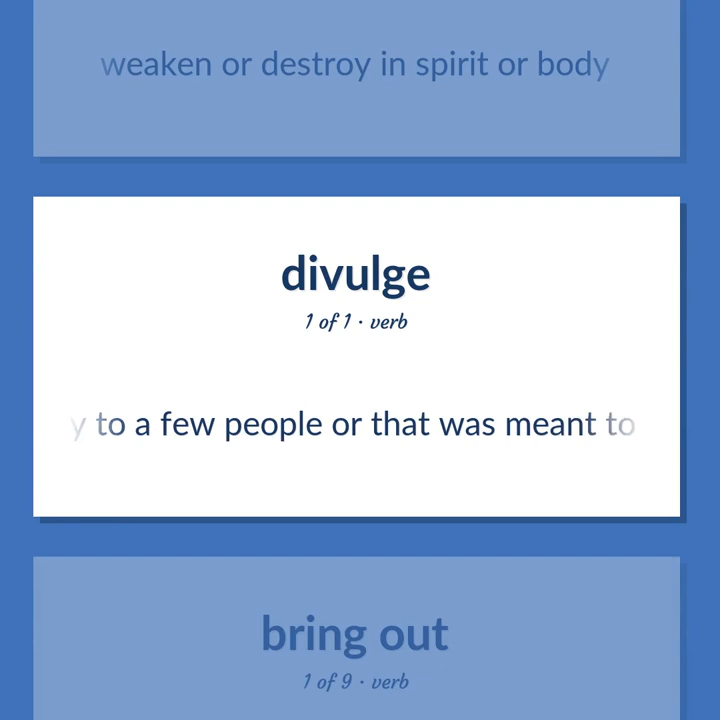 weaken or destroy in spirit or body
divulge
1 of 1 · verb
y to a few people or that was meant to
bring out
1 of 9 · verb